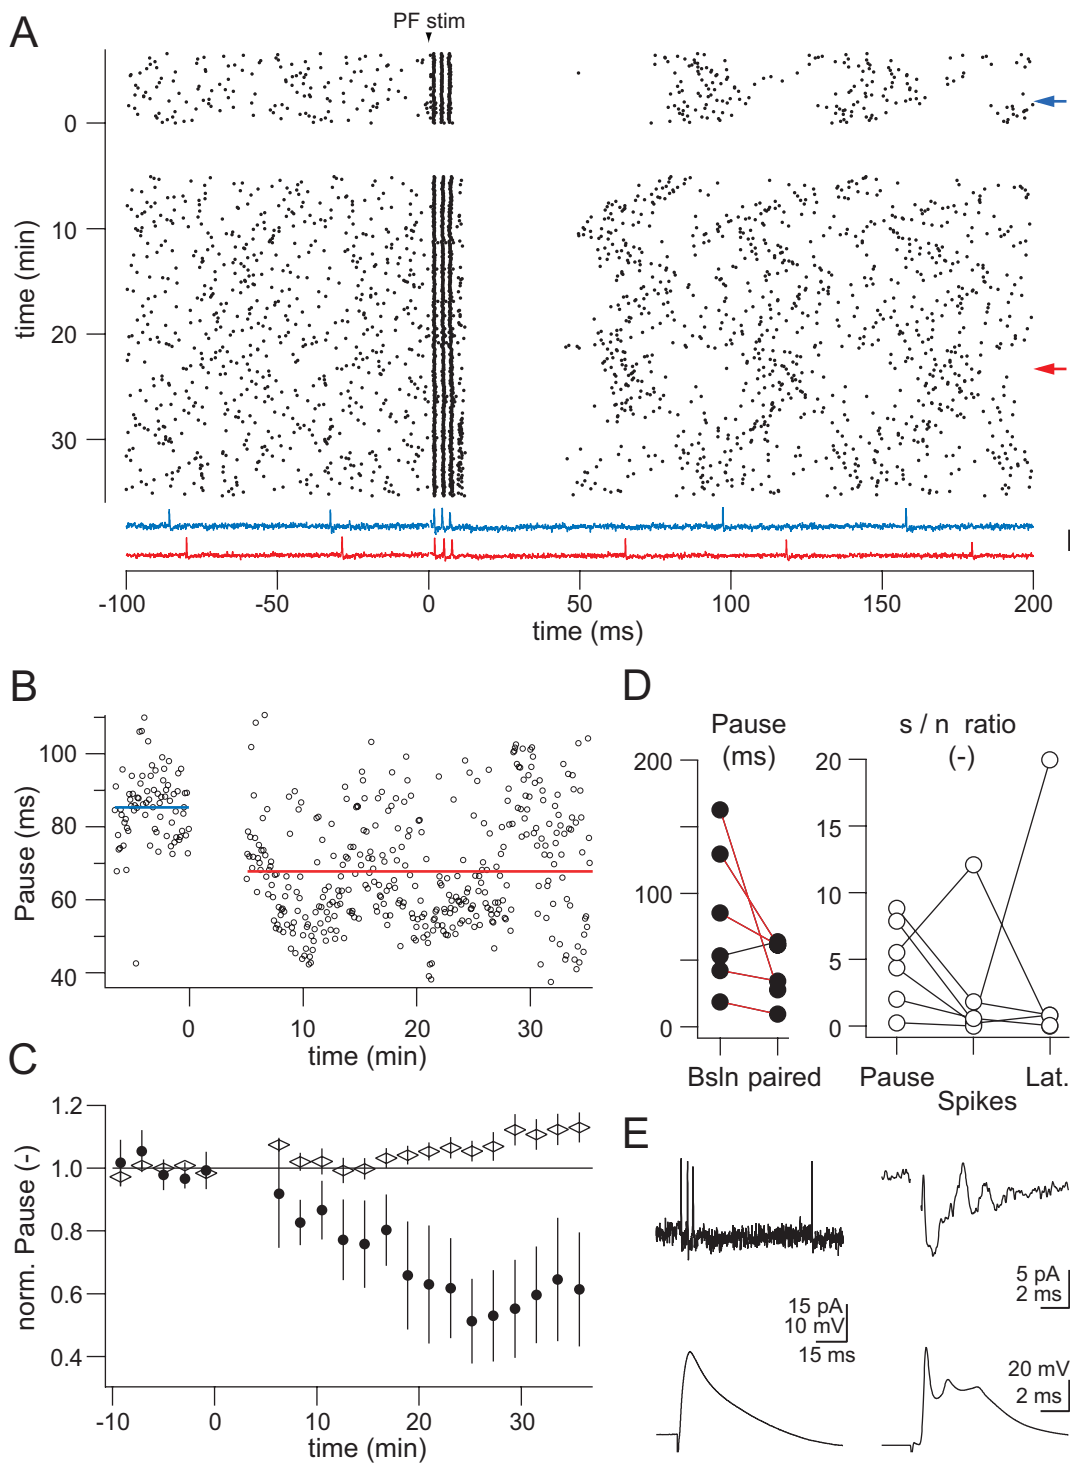 A
PF stim
0
10
20
30
time (min)
-100
-50
0
50
100
150
200
time (ms)
B
100
80
60
40
Pause (ms)
0
10
20
30
time (min)
C
1.2
1.0
0.8
0.6
0.4
norm. Pause (-)
-10
0
10
20
30
time (min)
D
Pause
(ms)
200
100
0
Bsln paired
s / n ratio
(-)
20
15
10
5
0
Pause
Spikes
Lat.
E
15 pA
10 mV
15 ms
5 pA
2 ms
20 mV
2 ms